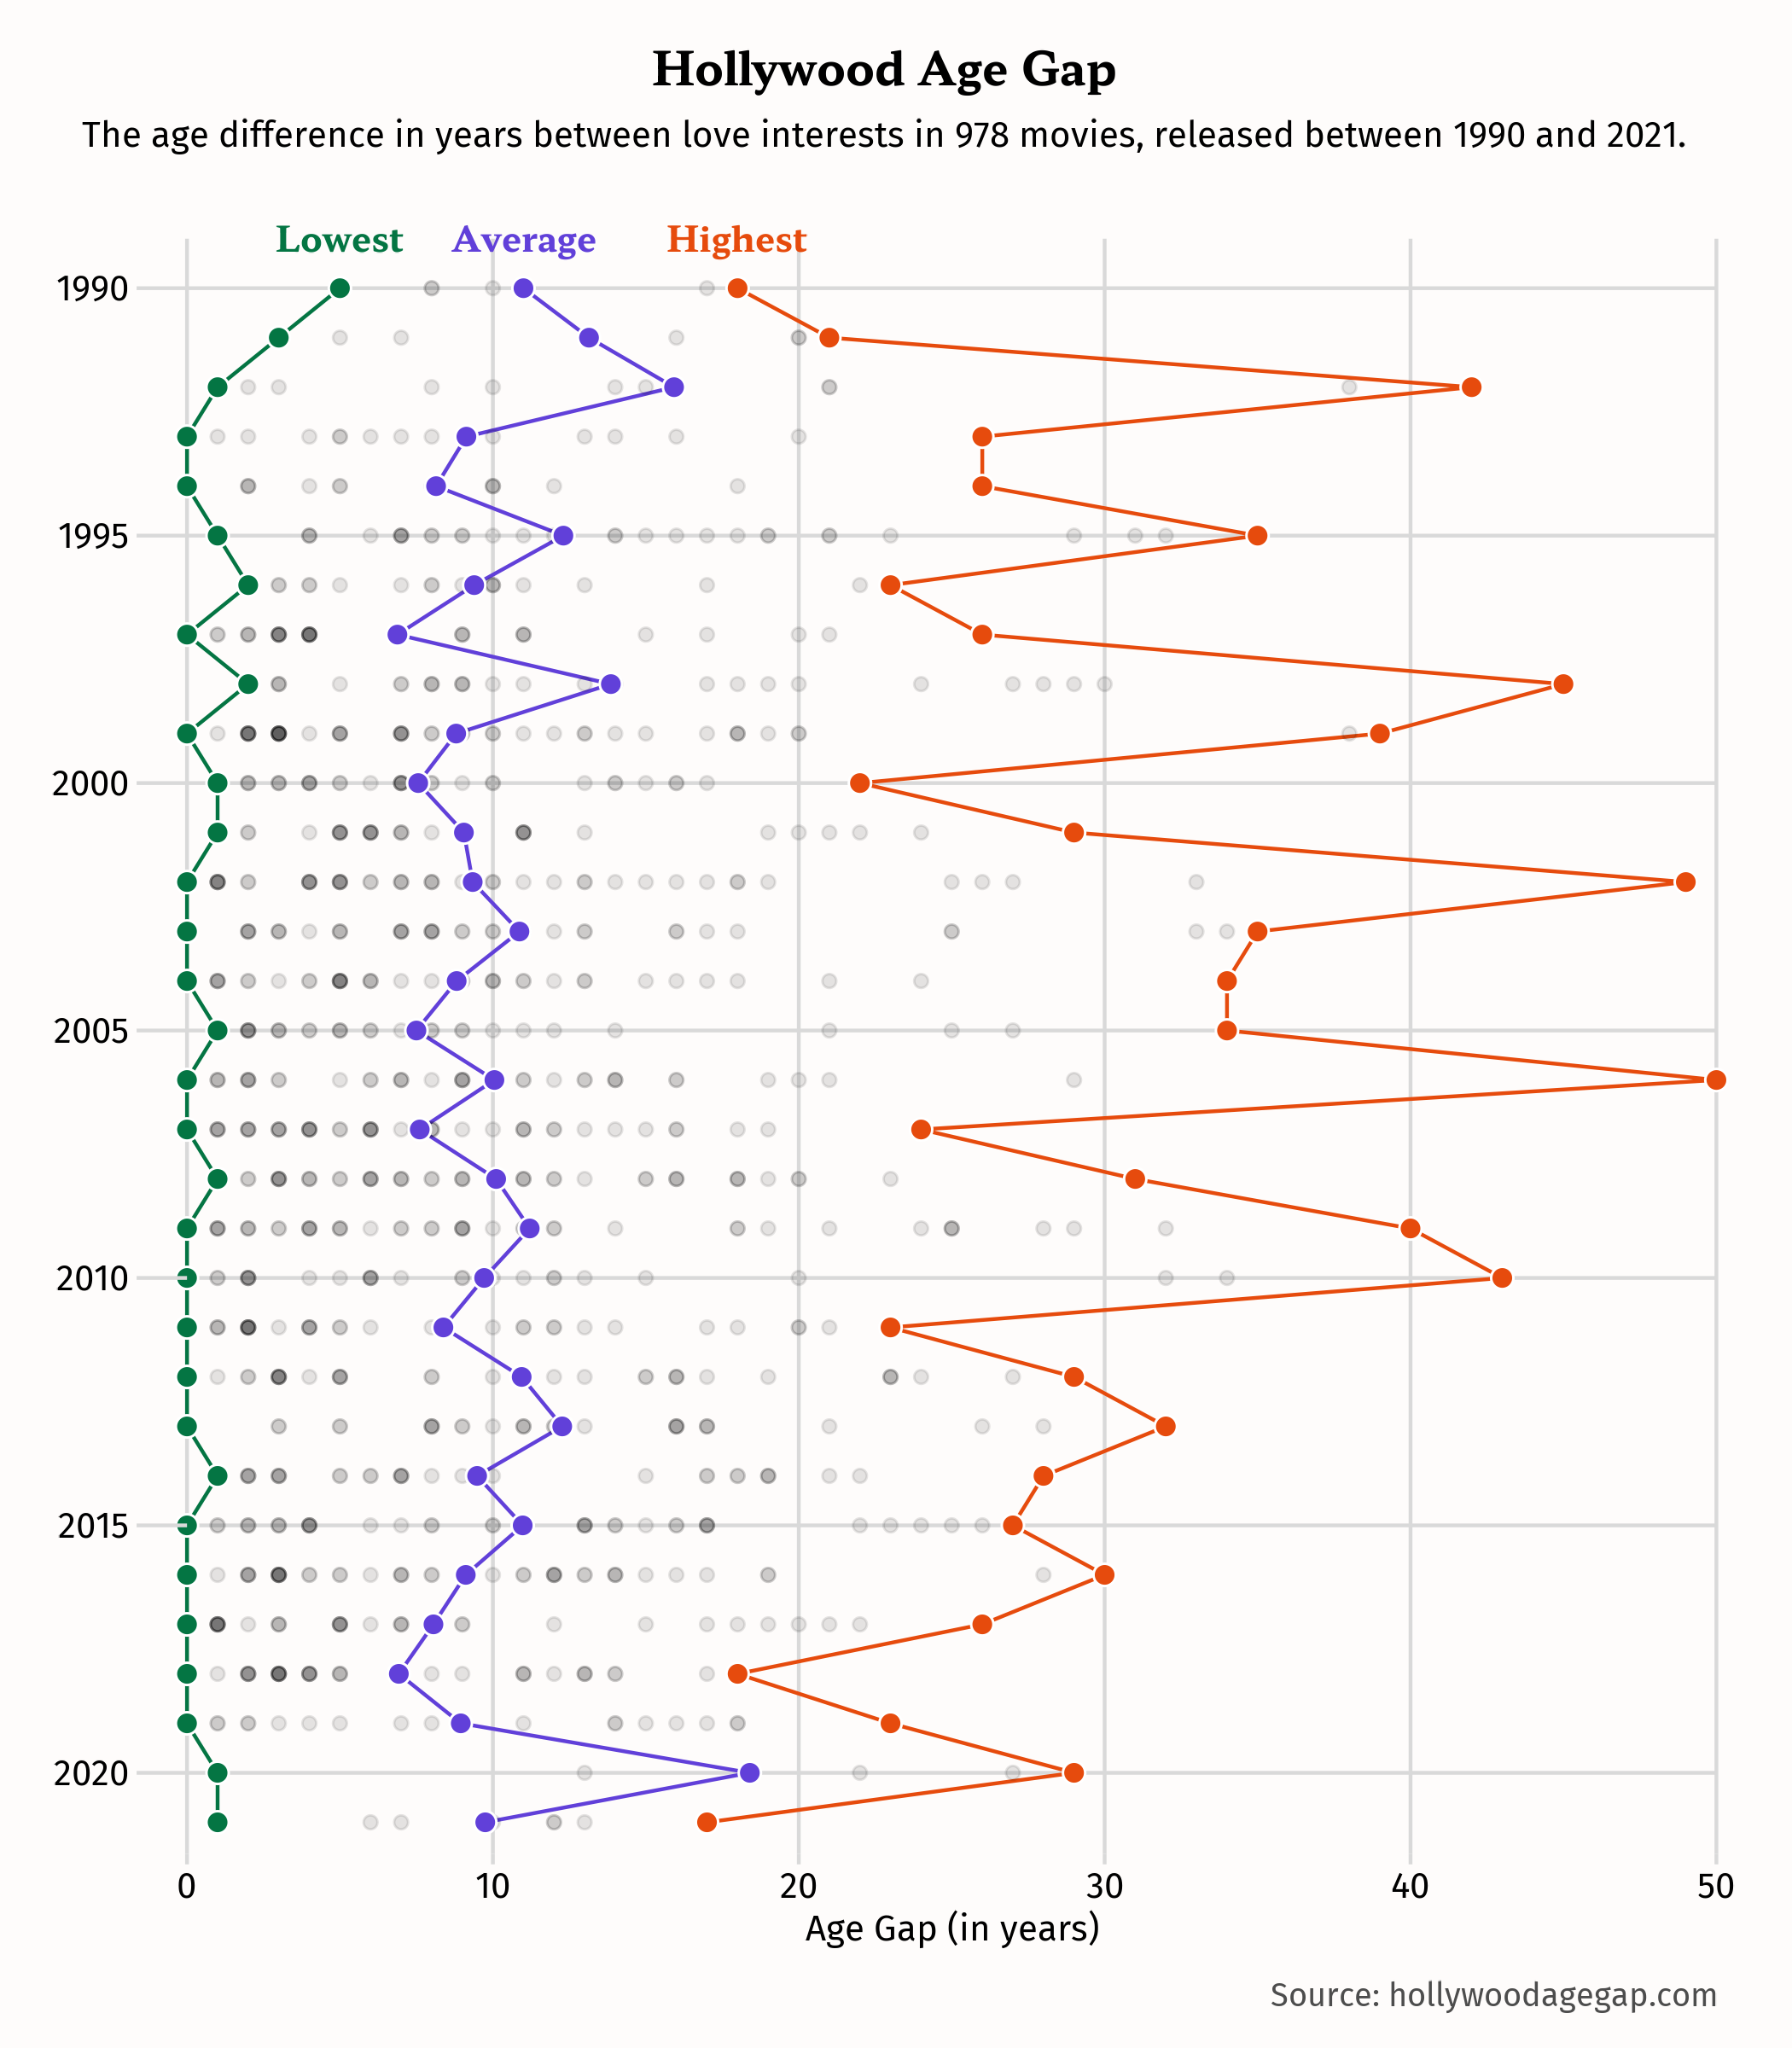 Hollywood Age Gap
The age difference in years between love interests in 978 movies, released between 1990 and 2021.
Lowest Average Highest
1990
1995
2000
2005
2010
2015
2020
0 10 20 30 40 50
Age Gap (in years)
Source: hollywoodagegap.com